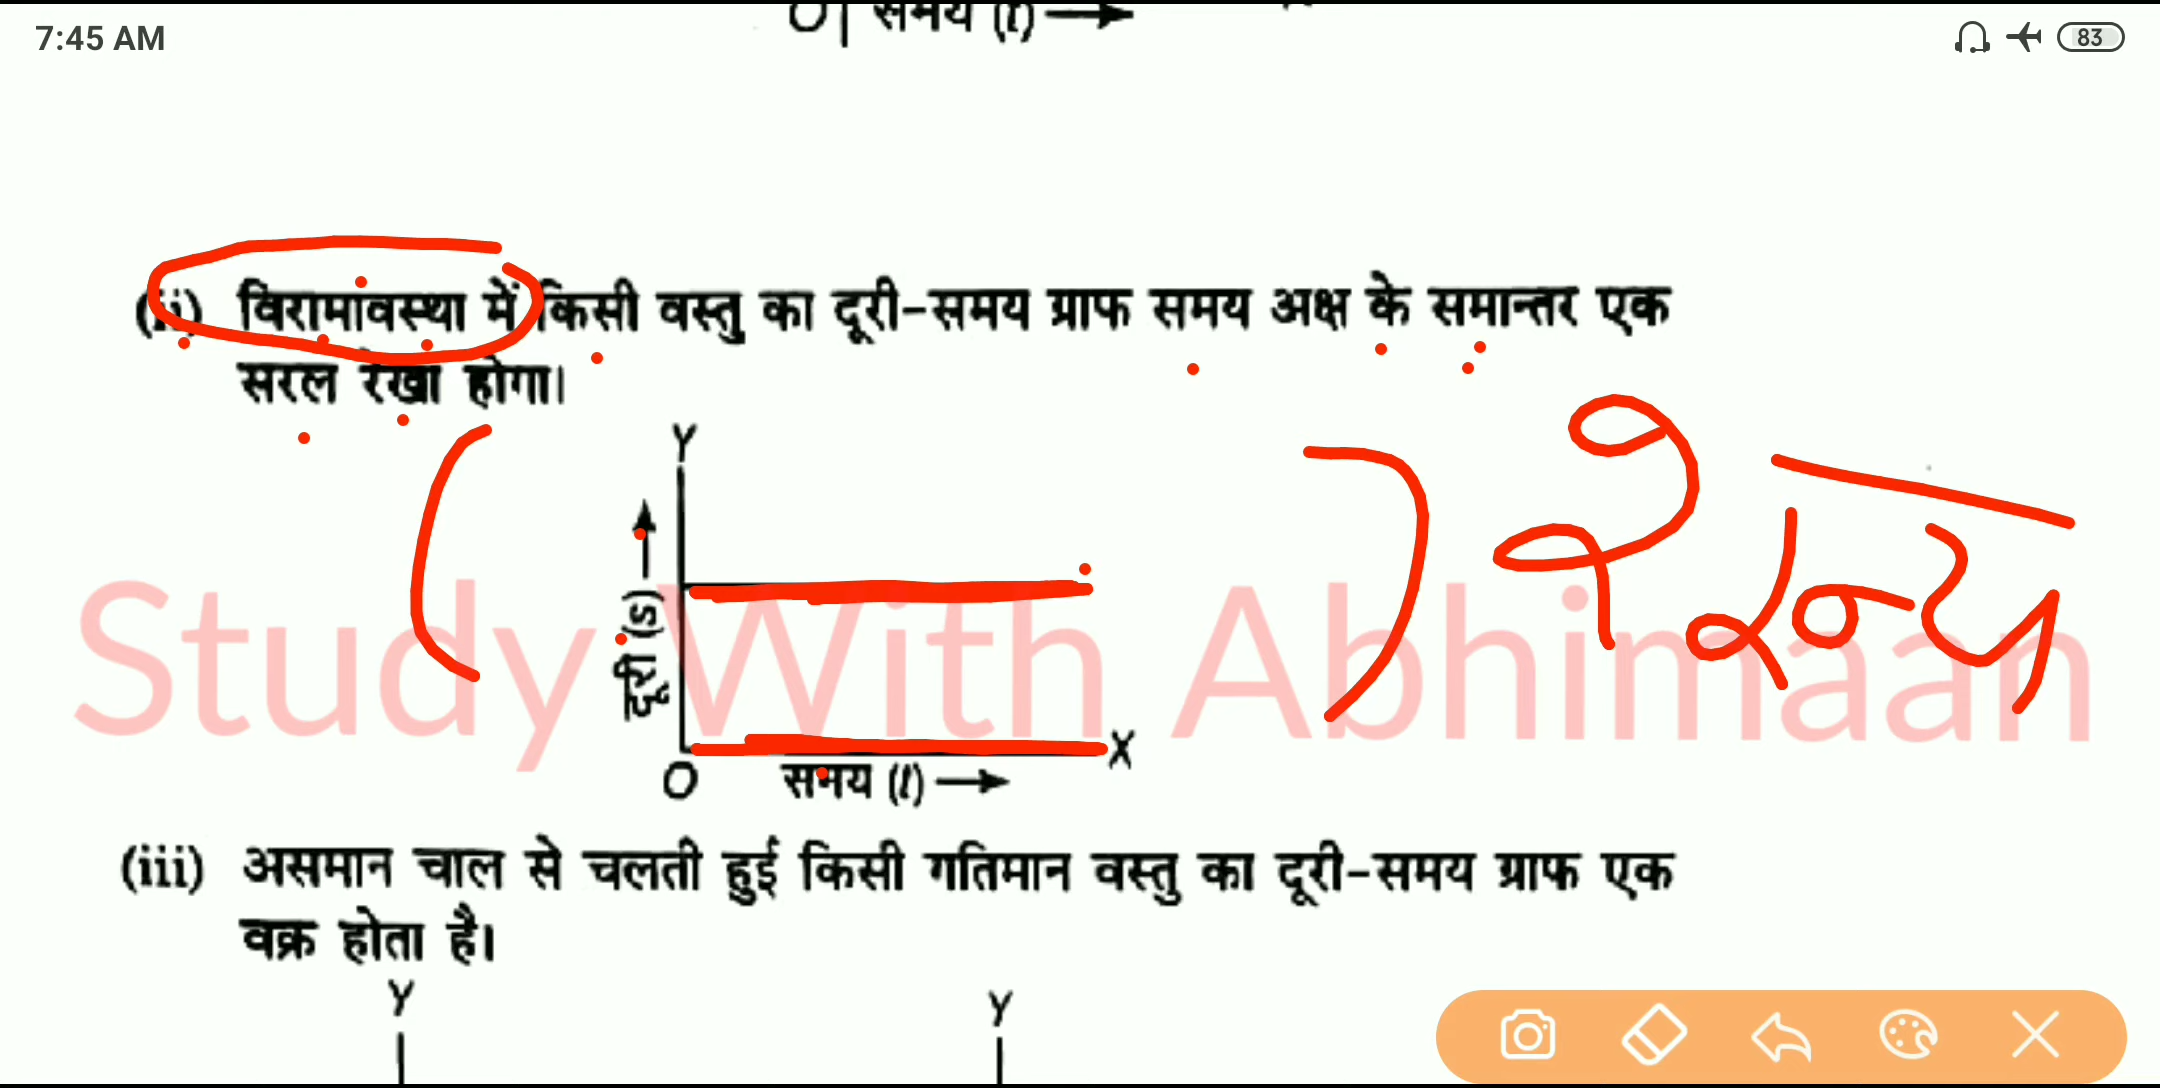 O समय (t)
7:45 AM
83
(ii) विरामावस्था में किसी वस्तु का दूरी-समय ग्राफ समय अक्ष के समान्तर एक
सरल रेखा होगा।
Y
दूरी (s)
शून्य
Study With Abhimaan
X
O
समय (t)
(iii) असमान चाल से चलती हुई किसी गतिमान वस्तु का दूरी-समय ग्राफ एक
वक्र होता है।
Y
Y